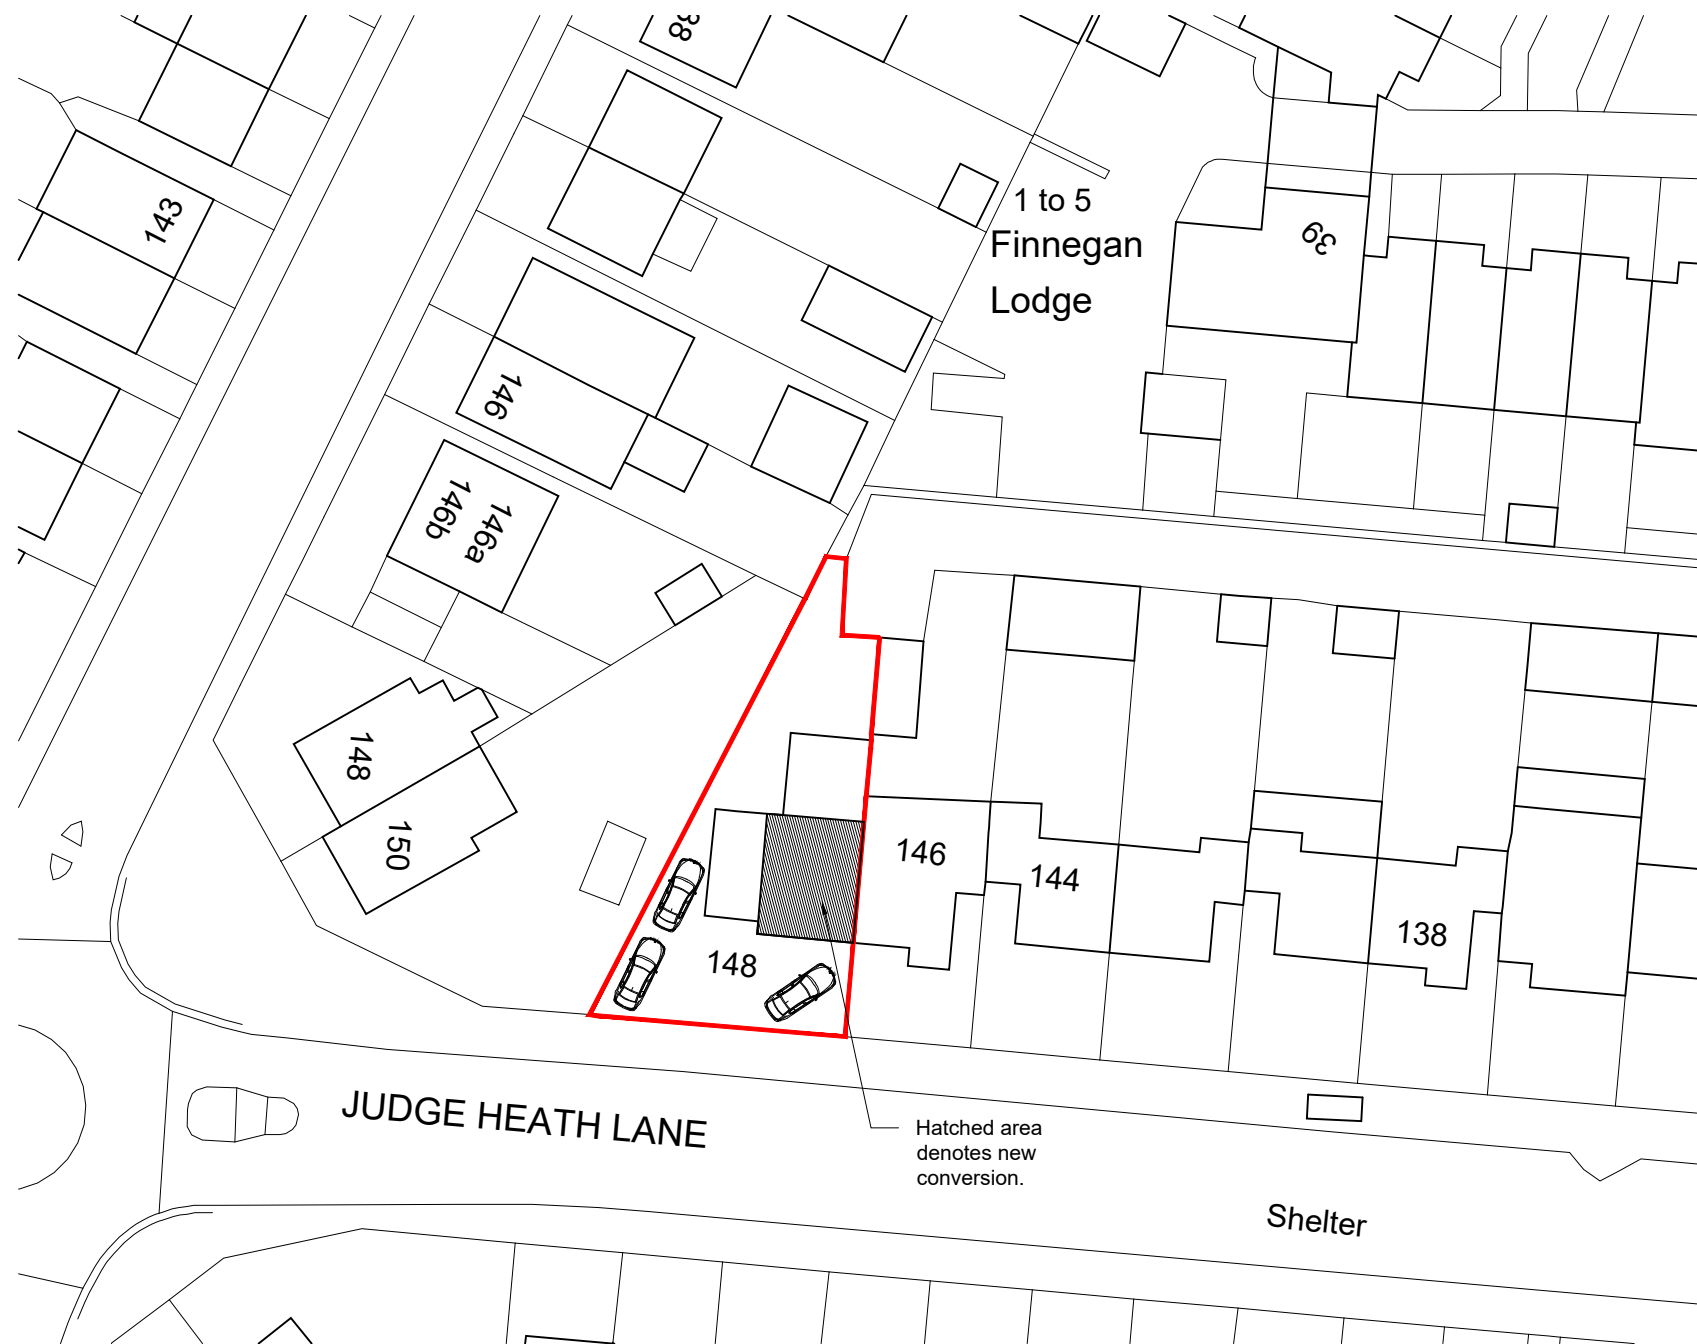 38
143
1 to 5
Finnegan
Lodge
39
146
146b
146a
148
150
146
144
138
148
JUDGE HEATH LANE
Hatched area
denotes new
conversion.
Shelter